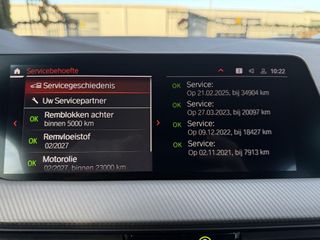 Servicebehoefte
10:22
Servicegeschiedenis
Uw Servicepartner
OK Remblokken achter
binnen 5000 km
OK Remvloeistof
02/2027
OK Motorolie
02/2027, binnen 23000 km
OK Service:
Op 21.02.2025, bij 34904 km
OK Service:
Op 27.03.2023, bij 20097 km
OK Service:
Op 09.12.2022, bij 18427 km
OK Service:
Op 02.11.2021, bij 7913 km